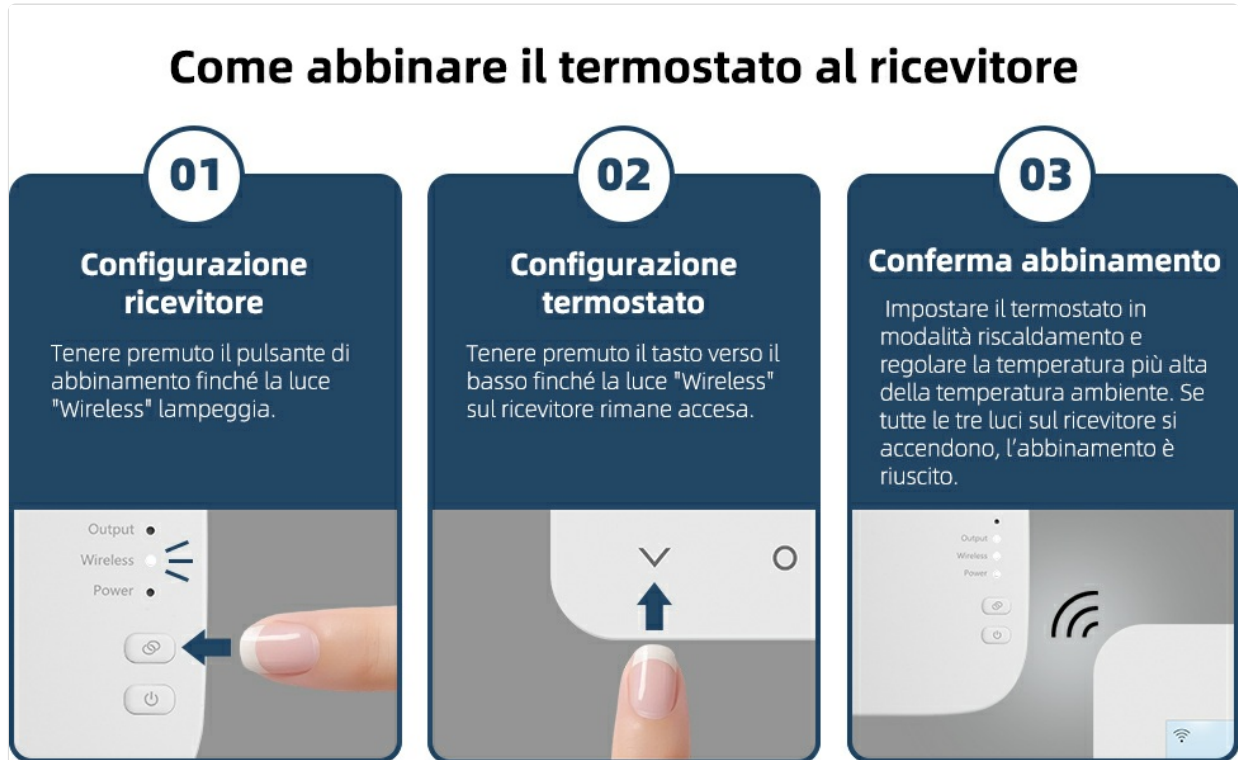 Come abbinare il termostato al ricevitore
01
Configurazione
ricevitore
Tenere premuto il pulsante di
abbinamento finché la luce
"Wireless" lampeggia.
Output
Wireless
Power
02
Configurazione
termostato
Tenere premuto il tasto verso il
basso finché la luce "Wireless"
sul ricevitore rimane accesa.
03
Conferma abbinamento
Impostare il termostato in
modalità riscaldamento e
regolare la temperatura più alta
della temperatura ambiente. Se
tutte le tre luci sul ricevitore si
accendono, l’abbinamento è
riuscito.
Output
Wireless
Power